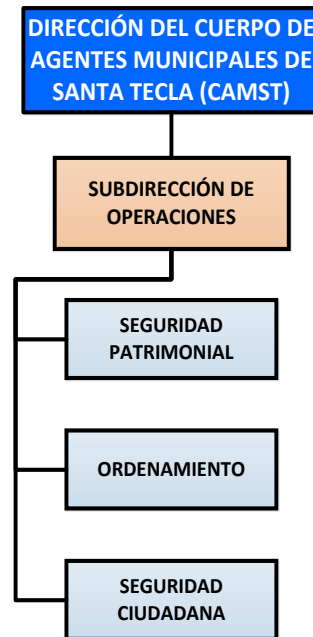 DIRECCIÓN DEL CUERPO DE
AGENTES MUNICIPALES DE
SANTA TECLA (CAMST)
SUBDIRECCIÓN DE
OPERACIONES
SEGURIDAD
PATRIMONIAL
ORDENAMIENTO
SEGURIDAD
CIUDADANA